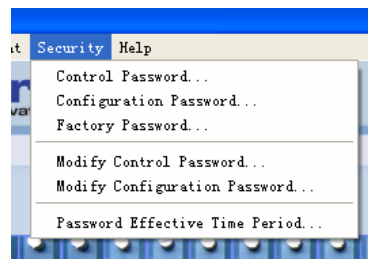 Security Help
Control Password...
Configuration Password...
Factory Password...
Modify Control Password...
Modify Configuration Password...
Password Effective Time Period...